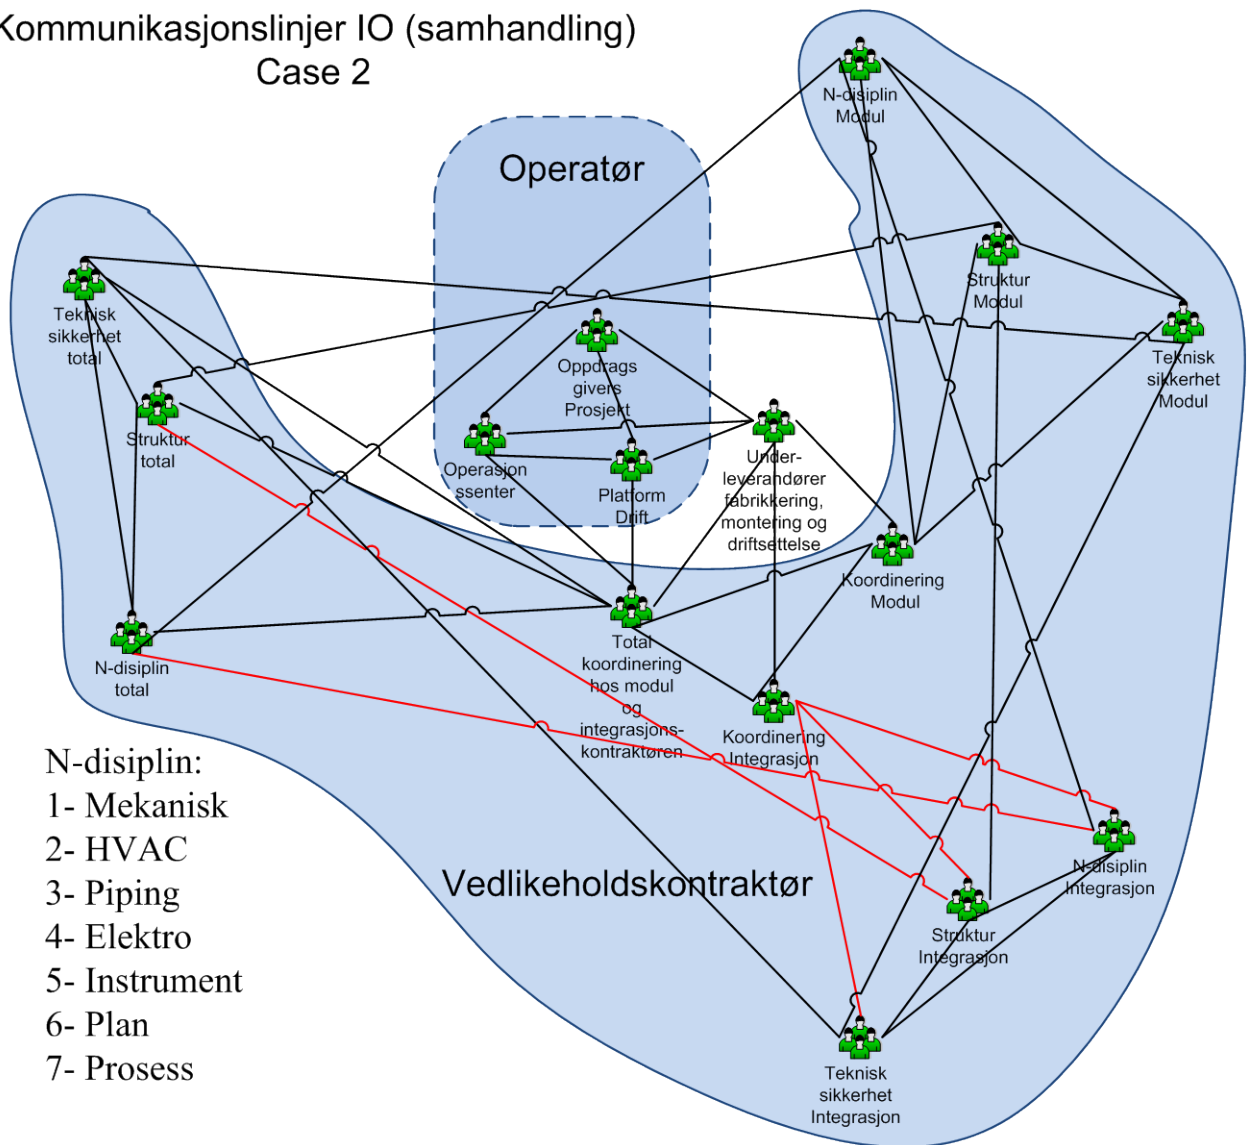 Kommunikasjonslinjer IO (samhandling)
Case 2
N-disiplin
Modul
Operatør
Struktur
Modul
Teknisk
sikkerhet
total
Teknisk
sikkerhet
Modul
Oppdrags
givers
Prosjekt
Struktur
total
Operasjon
ssenter
Platform
Drift
Under-
leverandører
fabrikkering,
montering og
driftsettelse
Koordinering
Modul
N-disiplin
total
Total
koordinering
hos modul
og
integrasjons-
kontraktøren
Koordinering
Integrasjon
N-disiplin:
1- Mekanisk
2- HVAC
3- Piping
4- Elektro
5- Instrument
6- Plan
7- Prosess
Vedlikeholdskontraktør
N-disiplin
Integrasjon
Struktur
Integrasjon
Teknisk
sikkerhet
Integrasjon